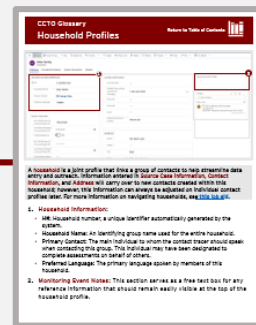 CCTO Glossary
Household Profiles
Return to Table of Contents
A household is a joint profile that links a group of contacts to help streamline data
entry and outreach. Information entered in Source Case Information, Contact
Information, and Address will carry over to new contacts created within this
household; however, this information can always be adjusted on individual contact
profiles later. For more information on navigating households, see this job aid.
1. Household Information:
• HH: Household number, a unique identifier automatically generated by the
system.
• Household Name: An identifying group name used for the entire household.
• Primary Contact: The main individual to whom the contact tracer should speak
when contacting this group. This individual may have been designated to
complete assessments on behalf of others.
• Preferred Language: The primary language spoken by members of this
household.
2. Monitoring Event Notes: This section serves as a free text box for any
reference information that should remain easily visible at the top of the
household profile.